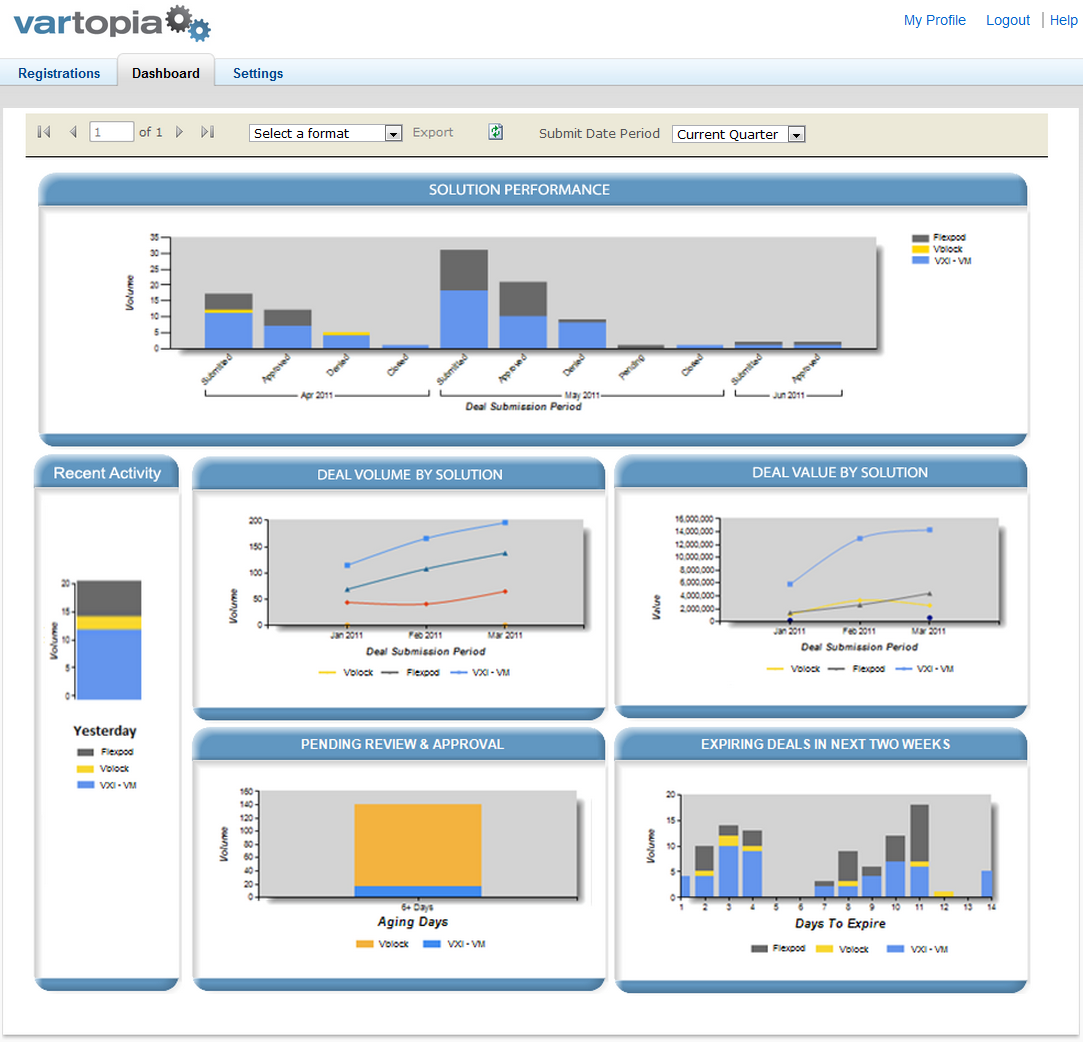 vartopia
My Profile Logout Help
Registrations Dashboard Settings
1 of 1 Select a format Export Submit Date Period Current Quarter
SOLUTION PERFORMANCE
35
30
25
20
15
10
5
0
Volume
Flexpod
Vblock
VXI - VM
Submitted Approved Denied Closed Submitted Approved Denied Pending Closed Submitted Approved
Apr 2011 May 2011 Jun 2011
Deal Submission Period
Recent Activity
20
15
10
5
0
Volume
Yesterday
Flexpod
Vblock
VXI - VM
DEAL VOLUME BY SOLUTION
200
150
100
50
0
Volume
Jan 2011 Feb 2011 Mar 2011
Deal Submission Period
Vblock Flexpod VXI - VM
DEAL VALUE BY SOLUTION
16,000,000
14,000,000
12,000,000
10,000,000
8,000,000
6,000,000
4,000,000
2,000,000
0
Value
Jan 2011 Feb 2011 Mar 2011
Deal Submission Period
Vblock Flexpod VXI - VM
PENDING REVIEW & APPROVAL
160
140
120
100
80
60
40
20
0
Volume
6+ Days
Aging Days
Vblock VXI - VM
EXPIRING DEALS IN NEXT TWO WEEKS
20
15
10
5
0
Volume
1 2 3 4 5 6 7 8 9 10 11 12 13 14
Days To Expire
Flexpod Vblock VXI - VM